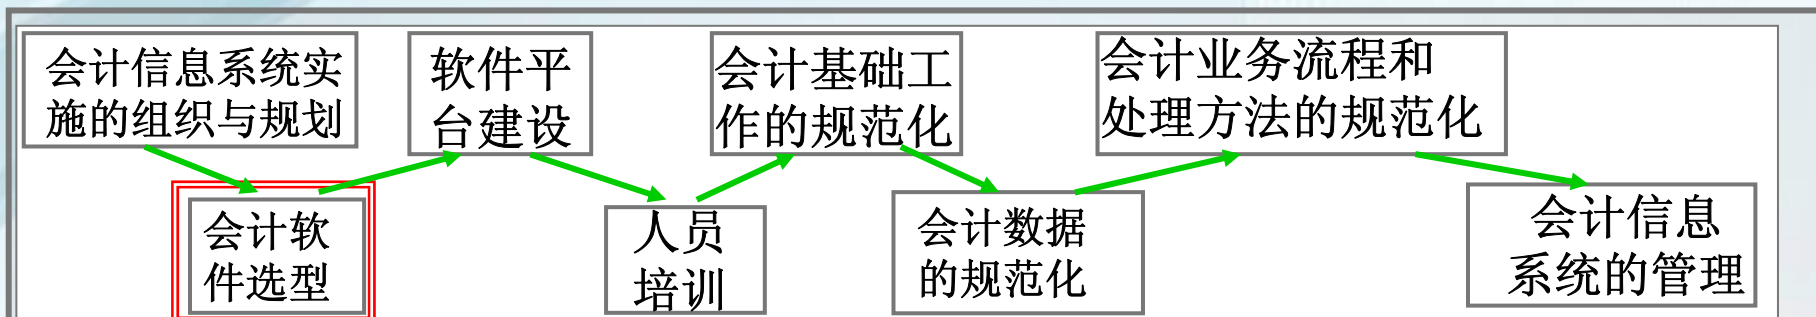 会计信息系统实
施的组织与规划
会计软
件选型
软件平
台建设
人员
培训
会计基础工
作的规范化
会计数据
的规范化
会计业务流程和
处理方法的规范化
会计信息
系统的管理